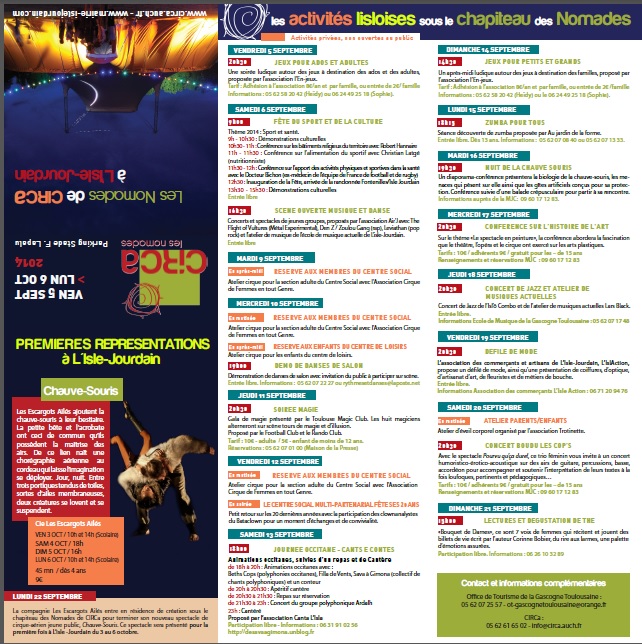 www.circa.auch.fr - www.mairie-islejourdain.com
Les Nomades de CIRCa
à L'Isle-Jourdain
Parking Stade F. Lapalu
les nomades
CIRCa
VEN 5 SEPT
> LUN 6 OCT
2014
PREMIERES REPRESENTATIONS
à L'Isle-Jourdain
Chauve-Souris
Les Escargots Ailés ajoutent la
chauve-souris à leur bestiaire.
La petite bête et l'acrobate
ont ceci de commun qu'ils
possèdent la maîtrise des
airs. De ce lien naît une
chorégraphie aérienne au
cordeau qui laisse l'imagination
se déployer. Jour, nuit. Entre
trois portiques tendus de toiles,
sortes d'ailes membraneuses,
deux créatures se lovent et se
suspendent.
Cie Les Escargots Ailés
VEN 3 OCT / 10h et 14h (Scolaire)
SAM 4 OCT / 18h
DIM 5 OCT / 16h
LUN 6 OCT / 10h et 14h (Scolaire)
45 mn / dès 4 ans
9€
LUNDI 22 SEPTEMBRE
La compagnie Les Escargots Ailés entre en résidence de création sous le
chapiteau des Nomades de CIRCa pour terminer son nouveau spectacle de
cirque-aérien jeune public, Chauve-Souris. Ce spectacle sera présenté pour la
première fois à l'Isle-Jourdain du 3 au 6 octobre.
les activités lisloises sous le chapiteau des Nomades
Activités privées, non ouvertes au public
VENDREDI 5 SEPTEMBRE
20h30 JEUX POUR ADOS ET ADULTES
Une soirée ludique autour des jeux à destination des ados et des adultes,
proposée par l'association l'En-jeux.
Tarif : Adhésion à l'association 8€/an et par famille, ou entrée de 2€/famille
Informations : 05 62 58 20 42 (Heidy) ou 06 24 49 25 18 (Sophie).
SAMEDI 6 SEPTEMBRE
9h00 FÊTE DU SPORT ET DE LA CULTURE
Thème 2014 : Sport et santé.
9h - 10h30 : Démonstrations culturelles
10h30 - 11h : Conférence sur les bâtiments religieux du territoire avec Robert Hannaire
11h - 11h30 : Conférence sur l'alimentation du sportif avec Christian Latgé
(nutritionniste)
11h30 - 12h : Conférence sur l'apport des activités physiques et sportives dans la santé
avec le Docteur Bichon (ex-médecin de l'équipe de France de football et de rugby)
12h30 : Inauguration de la Fête, arrivée de la randonnée Fontenilles/Isle Jourdain
13h30 - 15h30 : Démonstrations culturelles
Entrée libre
16h30 SCENE OUVERTE MUSIQUE ET DANSE
Concerts et spectacles de jeunes groupes, proposés par l'association Air'J avec The
Flight of Vultures (Métal Experimental), Den Z / Zoulou Gang (rap), Leviathan (pop
rock) et l'atelier de musique de l'école de musique actuelle de L'Isle-Jourdain.
Entrée libre
MARDI 9 SEPTEMBRE
En après-midi RESERVE AUX MEMBRES DU CENTRE SOCIAL
Atelier cirque pour la section adulte du Centre Social avec l'Association Cirque
de Femmes en tout Genre.
MERCREDI 10 SEPTEMBRE
En matinée RESERVE AUX MEMBRES DU CENTRE SOCIAL
Atelier cirque pour la section adulte du Centre Social avec l'Association Cirque
de Femmes en tout Genre.
En après-midi RESERVE AUX ENFANTS DU CENTRE DE LOISIRS
Atelier cirque pour les enfants du centre de loisirs.
19h00 DEMO DE DANSES DE SALON
Démonstration de danses de salon avec invitation du public à participer sur scène.
Entrée libre. Informations : 05 62 07 22 27 ou rythmesetdanses@laposte.net
JEUDI 11 SEPTEMBRE
20h30 SOIREE MAGIE
Gala de magie présenté par le Toulouse Magic Club. Les huit magiciens
alterneront sur scène tours de magie et d'illusion.
Proposé par le Football Club et le Rando Club.
Tarif : 10€ - adulte / 5€ - enfant de moins de 12 ans.
Réservations : 05 62 07 01 00 (Maison de la Presse)
VENDREDI 12 SEPTEMBRE
En matinée RESERVE AUX MEMBRES DU CENTRE SOCIAL
Atelier cirque pour la section adulte du Centre Social avec l'Association Cirque
de Femmes en tout Genre.
En soirée LE CENTRE SOCIAL MULTI-PARTENARIAL FÊTE SES 20 ANS
Petit retour sur les 20 dernières années avec la participation des clownanalystes
du Bataclown pour un moment d'échanges et de convivialité.
SAMEDI 13 SEPTEMBRE
18h00 JOURNEE OCCITANE - CANTS E CONTES
Animations occitanes, suivies d'un repas et de Cantèra
de 18h à 20h : Animations occitanes avec :
Beths Cops (polyphonies occitanes), Filla de Vents, Sava a Gimona (collectif de
chants polyphoniques) et un conteur
de 20h à 20h30 : Apéritif cantèra
de 20h30 à 21h30 : Repas sur réservation
de 21h30 à 23h : Concert du groupe polyphonique Ardalh
23h : Cantèra
Proposé par l'association Canta L'Isla
Participation libre - Informations : 06 31 91 02 56
http://desavaagimona.unblog.fr
DIMANCHE 14 SEPTEMBRE
14h30 JEUX POUR PETITS ET GRANDS
Un après-midi ludique autour des jeux à destination des familles, proposé par
l'association l'En-jeux.
Tarif : Adhésion à l'association 8€/an et par famille, ou entrée de 2€/famille.
Informations : 05 62 58 20 42 (Heidy) ou 06 24 49 25 18 (Sophie).
LUNDI 15 SEPTEMBRE
18h15 ZUMBA POUR TOUS
Séance découverte de zumba proposée par Au jardin de la forme.
Entrée libre. Dès 13 ans. Informations : 05 62 07 08 40 ou 05 62 07 13 33.
MARDI 16 SEPTEMBRE
19h30 NUIT DE LA CHAUVE SOURIS
Un diaporama-conférence présentera la biologie de la chauve-souris, les me-
naces qui pèsent sur elle ainsi que les gîtes artificiels conçus pour sa protec-
tion. Conférence suivie d'une balade crépusculaire pour partir à sa rencontre.
Informations auprès de la MJC: 09 60 17 12 83.
MERCREDI 17 SEPTEMBRE
20h30 CONFERENCE SUR L'HISTOIRE DE L'ART
Sur le thème «Le spectacle en peinture», la conférence abordera la fascination
que le théâtre, l'opéra et le cirque ont exercé sur les arts plastiques.
Tarifs : 10€ / adhérents 9€ / gratuit pour les - de 15 ans
Renseignements et réservations MJC : 09 60 17 12 83
JEUDI 18 SEPTEMBRE
20h30 CONCERT DE JAZZ ET ATELIER DE
MUSIQUES ACTUELLES
Concert de Jazz de l'Isl'ô Combo et de l'atelier de musiques actuelles Lars Black.
Entrée libre.
Informations Ecole de Musique de la Gascogne Toulousaine : 05 62 07 17 48
VENDREDI 19 SEPTEMBRE
20h30 DEFILE DE MODE
L'association des commerçants et artisans de L'Isle-Jourdain, L'IslAction,
propose un défilé de mode, ainsi qu'une présentation de coiffures, d'optique,
d'artisanat d'art, de fleuristes et de métiers de bouche.
Entrée libre.
Informations Association des commerçants L'Isle Action : 06 71 20 94 76
SAMEDI 20 SEPTEMBRE
En matinée ATELIER PARENTS/ENFANTS
Atelier d'éveil corporel organisé par l'association Trotinette.
20h30 CONCERT BOUDU LES COP'S
Avec le spectacle Pourvu qu'ça dure!, ce trio féminin vous invite à un concert
humoristico-érotico-acoustique sur des airs de guitare, percussions, basse,
accordéon pour accompagner et soutenir l'interprétation de leurs textes à la
fois loufoques, pertinents et pédagogiques…
Tarifs : 10€ / adhérents 9€ / gratuit pour les - de 15 ans
Renseignements et réservations MJC : 09 60 17 12 83
DIMANCHE 21 SEPTEMBRE
15h00 LECTURES ET DEGUSTATION DE THE
«Bouquet de Dames», ce sont 7 voix de femmes qui récitent et jouent des
billets de vie écrit par l'auteur Corinne Bobier, du rire aux larmes, une palette
d'émotions assurées.
Participation libre. Informations : 06 26 10 32 89
Contact et informations complémentaires
Office de Tourisme de la Gascogne Toulousaine :
05 62 07 25 57 - ot-gascognetoulousaine@orange.fr
CIRCa :
05 62 61 65 02 - info@circa.auch.fr